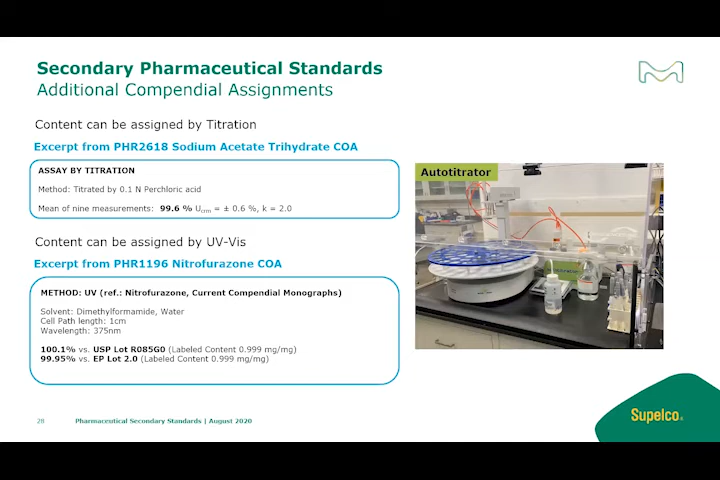 Secondary Pharmaceutical Standards
Additional Compendial Assignments
Content can be assigned by Titration
Excerpt from PHR2618 Sodium Acetate Trihydrate COA
ASSAY BY TITRATION
Method: Titrated by 0.1 N Perchloric acid
Mean of nine measurements: 99.6 % Ucrm = ± 0.6 %, k = 2.0
Content can be assigned by UV-Vis
Excerpt from PHR1196 Nitrofurazone COA
METHOD: UV (ref.: Nitrofurazone, Current Compendial Monographs)
Solvent: Dimethylformamide, Water
Cell Path length: 1cm
Wavelength: 375nm
100.1% vs. USP Lot R085G0 (Labeled Content 0.999 mg/mg)
99.95% vs. EP Lot 2.0 (Labeled Content 0.999 mg/mg)
Autotitrator
28 Pharmaceutical Secondary Standards | August 2020
Supelco